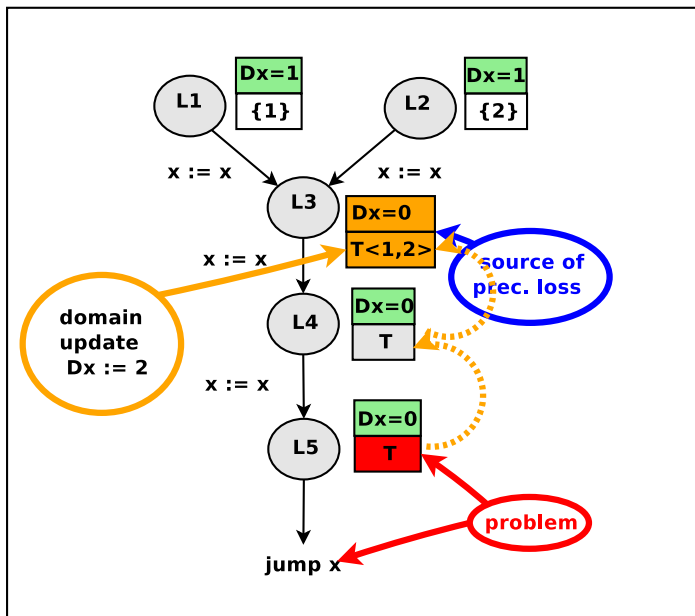 Dx=1
Dx=1
L1
{1}
L2
{2}
x := x
x := x
L3
Dx=0
T<1,2>
x := x
source of
prec. loss
domain
update
Dx := 2
L4
Dx=0
T
x := x
Dx=0
L5
T
problem
jump x